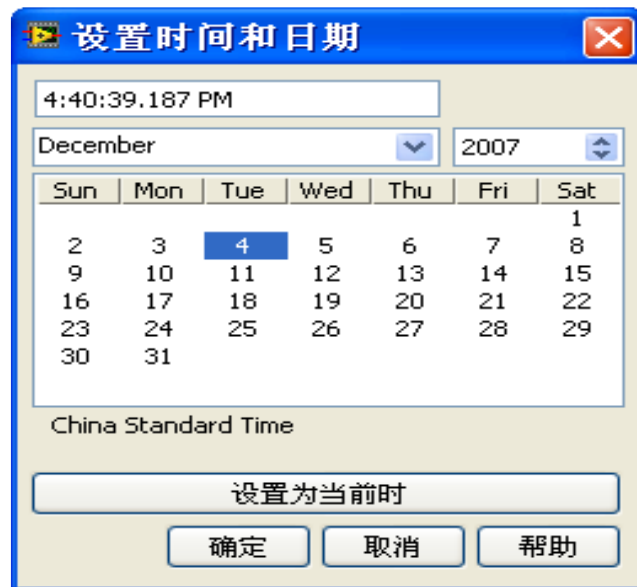 设置时间和日期
4:40:39.187 PM
December 2007
Sun Mon Tue Wed Thu Fri Sat
1
2 3 4 5 6 7 8
9 10 11 12 13 14 15
16 17 18 19 20 21 22
23 24 25 26 27 28 29
30 31
China Standard Time
设置为当前时
确定 取消 帮助